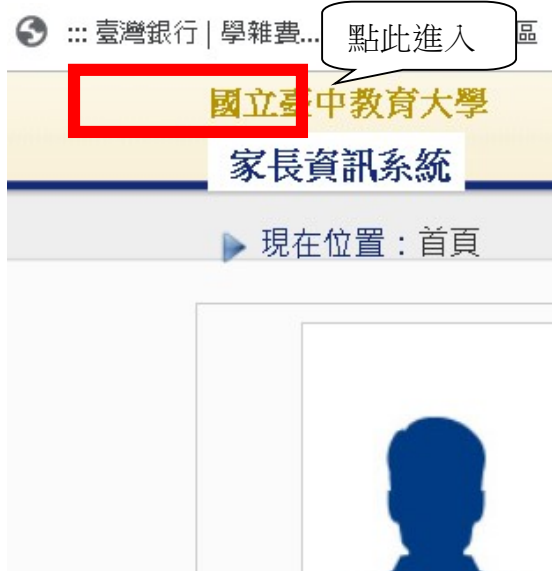 ::: 臺灣銀行 | 學雜費... 區
點此進入
國立臺中教育大學
家長資訊系統
現在位置：首頁